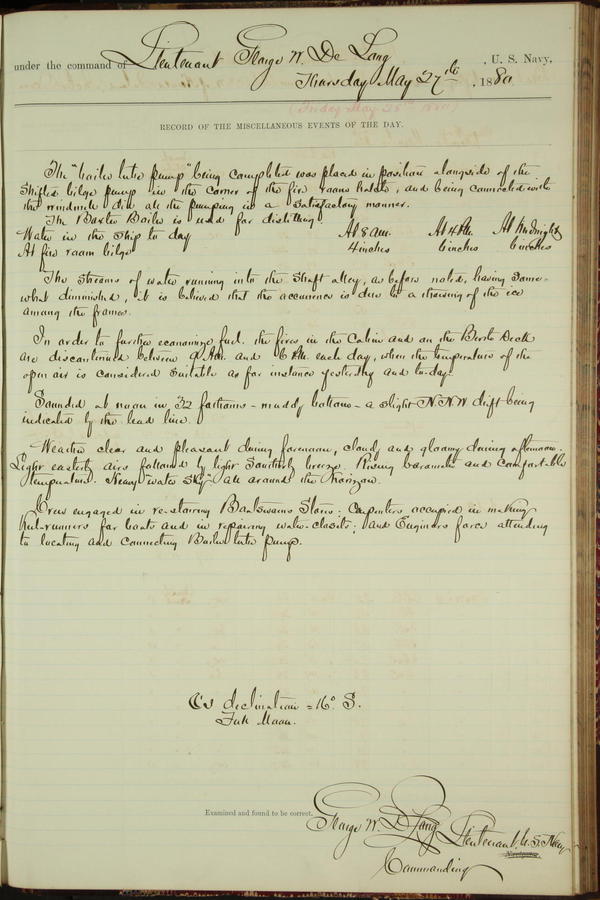 under the command of Lieutenant George W. De Long, U. S. Navy,
Thursday May 27th, 1880
(Friday May 28th 1880)
RECORD OF THE MISCELLANEOUS EVENTS OF THE DAY.
The "boiler tube pump" being completed was placed in position alongside of the
shifted bilge pump in the corner of the fire room hatch, and being connected with
the windmill did all the pumping in a satisfactory manner.
The Baxter Boiler is used for distilling.
Water in the ship to day At 8 am. At 4 PM. At Midnight
At fire room bilge 4 inches 6 inches 6 inches
The streams of water running into the shaft alley, as before noted, having some-
what diminished, it is believed that the occurrence is due to a thawing of the ice
among the frames.
In order to further economize fuel, the fires in the Cabin and on the Berth Deck
are discontinued between 9 AM. and 6 PM. each day, when the temperature of the
open air is considered suitable as for instance yesterday and to-day.
Sounded at noon in 32 fathoms – muddy bottom – a slight N.N.W drift being
indicated by the lead line.
Weather clear and pleasant during forenoon, cloudy and gloomy during afternoon.
Light easterly airs followed by light Southerly breeze. Rising barometer and comfortable
temperature. Heavy water sky all around the horizon.
Crew engaged in re-storing Boatswains Stores; Carpenters occupied in making
keel-runners for boats and in repairing water-closets; and Engineers force attending
to locating and connecting Boiler tube pump.
☾'s declination = 16° S.
Full Moon.
Examined and found to be correct.
George W. De Long Lieutenant, U.S. Navy
Commanding